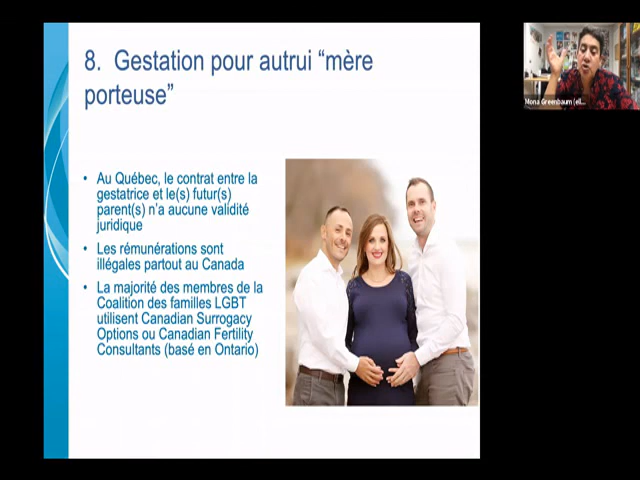 8. Gestation pour autrui “mère
porteuse”
• Au Québec, le contrat entre la
gestatrice et le(s) futur(s)
parent(s) n’a aucune validité
juridique
• Les rémunérations sont
illégales partout au Canada
• La majorité des membres de la
Coalition des familles LGBT
utilisent Canadian Surrogacy
Options ou Canadian Fertility
Consultants (basé en Ontario)
Mona Greenbaum (ell...